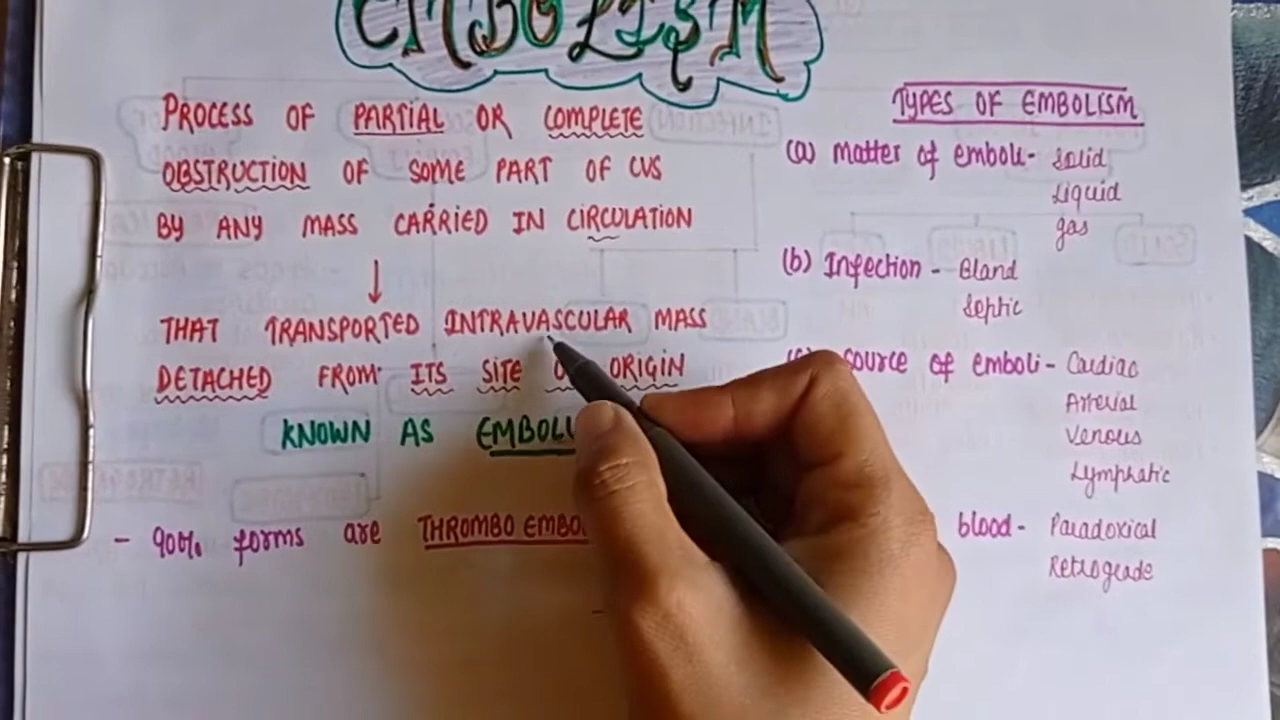 EMBOLISM
PROCESS OF PARTIAL OR COMPLETE
OBSTRUCTION OF SOME PART OF CVS
BY ANY MASS CARRIED IN CIRCULATION
↓
THAT TRANSPORTED INTRAVASCULAR MASS
DETACHED FROM ITS SITE ORIGIN
KNOWN AS
- 90% forms are THROMBO
TYPES OF EMBOLISM
(a) matter of emboli- Solid
Liquid
gas
(b) Infection - Bland
Septic
source of emboli - Cardiac
Arterial
Venous
Lymphatic
blood - Paradoxical
Retrograde